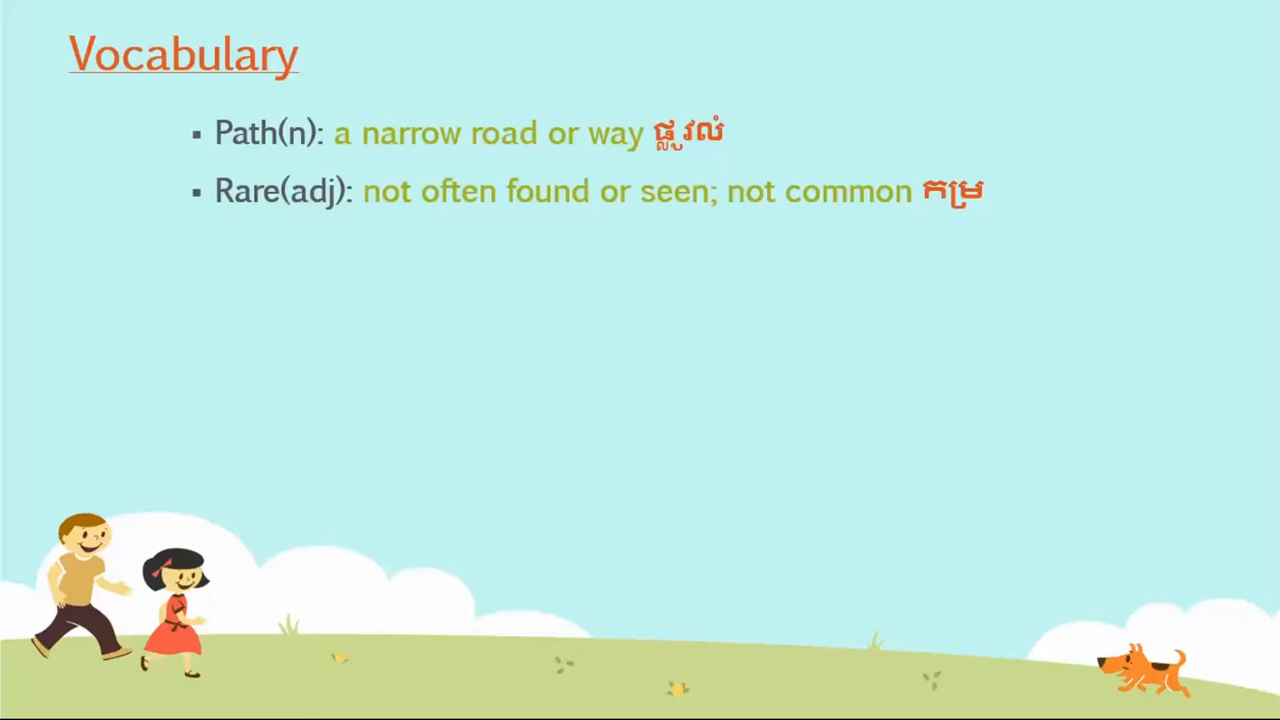 Vocabulary
▪ Path(n): a narrow road or way ផ្លូវលំ
▪ Rare(adj): not often found or seen; not common កម្រ